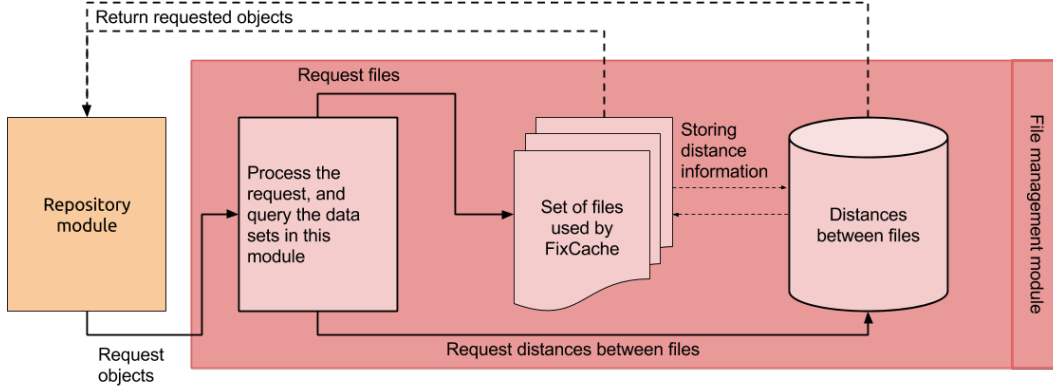 Return requested objects
Request files
Repository
module
Process the
request, and
query the data
sets in this
module
Set of files
used by
FixCache
Storing
distance
information
Distances
between files
File management module
Request distances between files
Request
objects